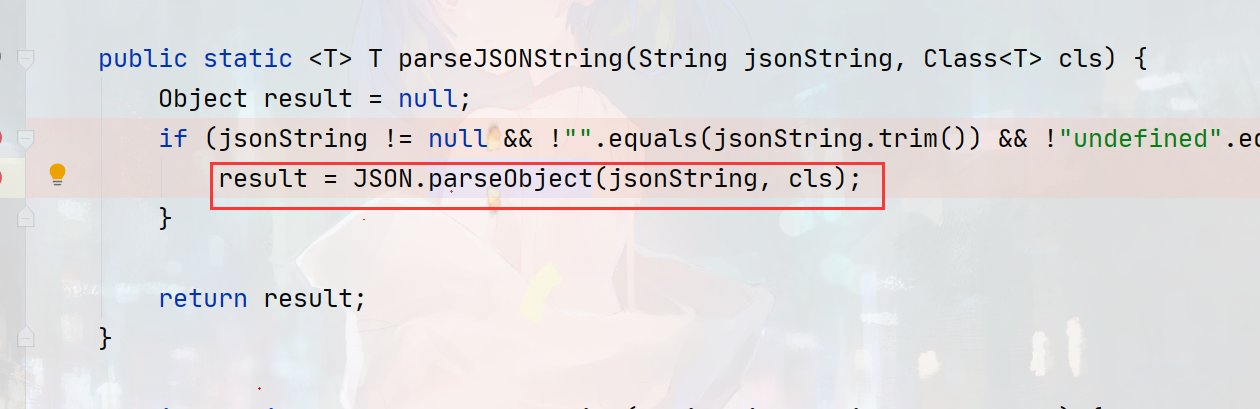 public static <T> T parseJSONString(String jsonString, Class<T> cls) {
Object result = null;
if (jsonString != null && !"".equals(jsonString.trim()) && !"undefined".eq
result = JSON.parseObject(jsonString, cls);
}
return result;
}